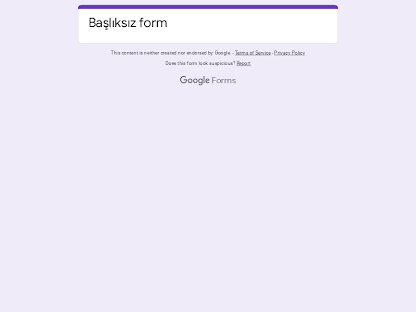 Başlıksız form
This content is neither created nor endorsed by Google. - Terms of Service - Privacy Policy
Does this form look suspicious? Report
Google Forms